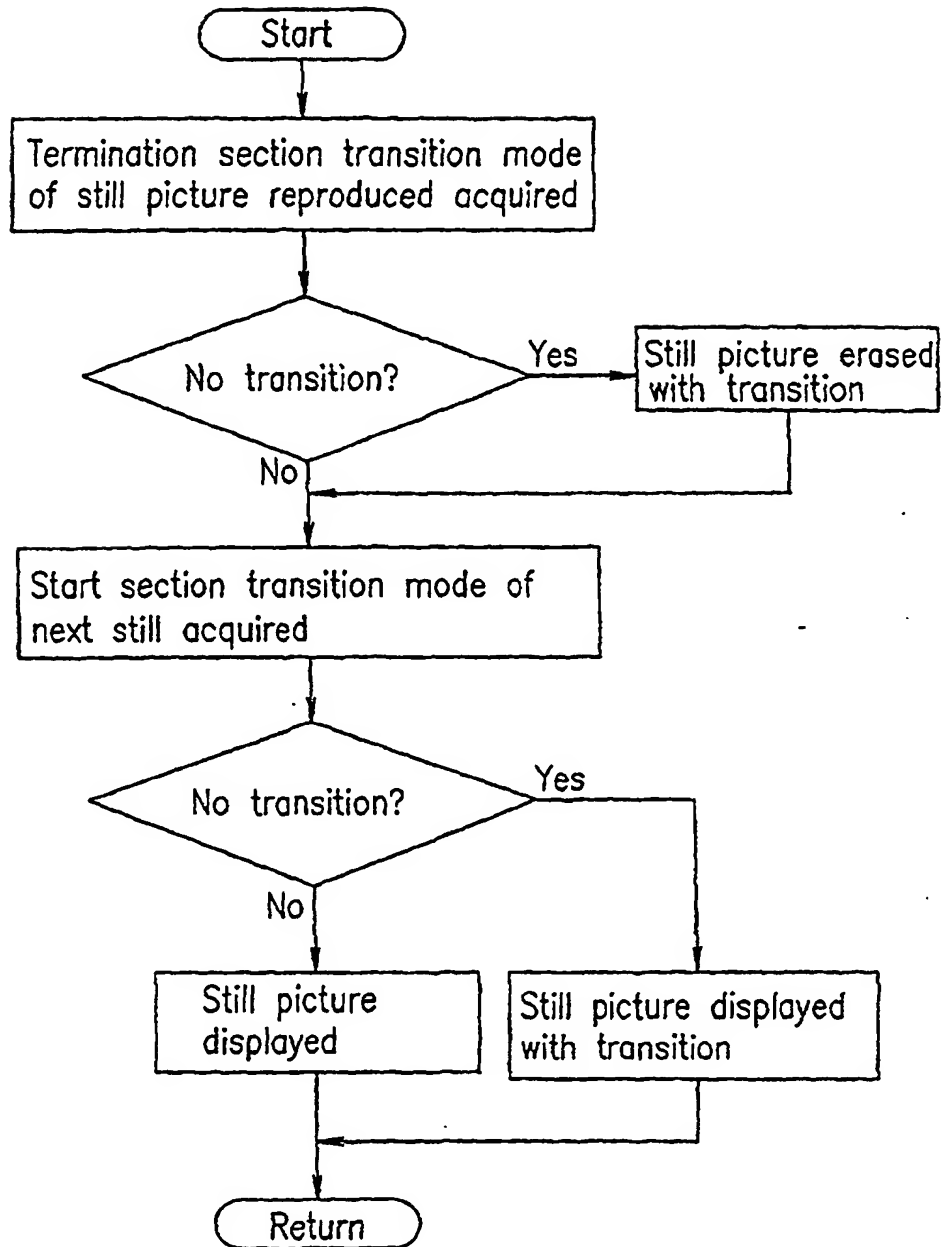 Start
Termination section transition mode
of still picture reproduced acquired
No transition?
Yes
Still picture erased
with transition
No
Start section transition mode of
next still acquired
No transition?
Yes
No
Still picture
displayed
Still picture displayed
with transition
Return